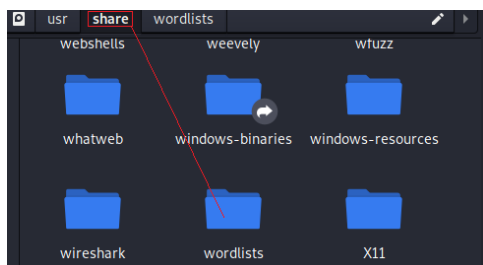 usr share wordlists
webshells weevely wfuzz
whatweb windows-binaries windows-resources
wireshark wordlists X11